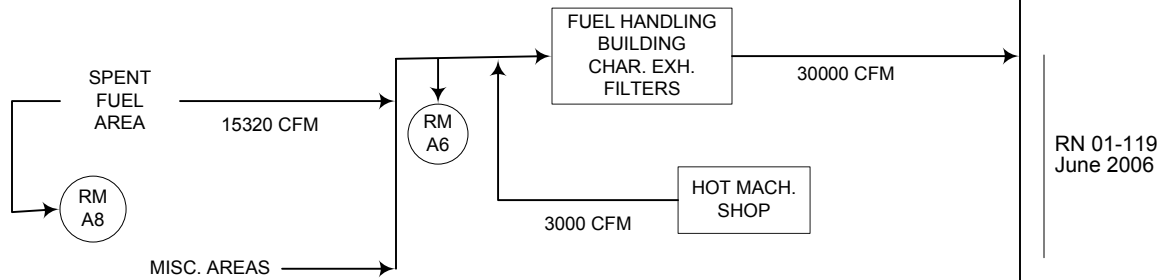 FUEL HANDLING
BUILDING
CHAR. EXH.
FILTERS
30000 CFM
SPENT
FUEL
AREA
15320 CFM
RM
A6
RN 01-119
June 2006
RM
A8
HOT MACH.
SHOP
3000 CFM
MISC. AREAS